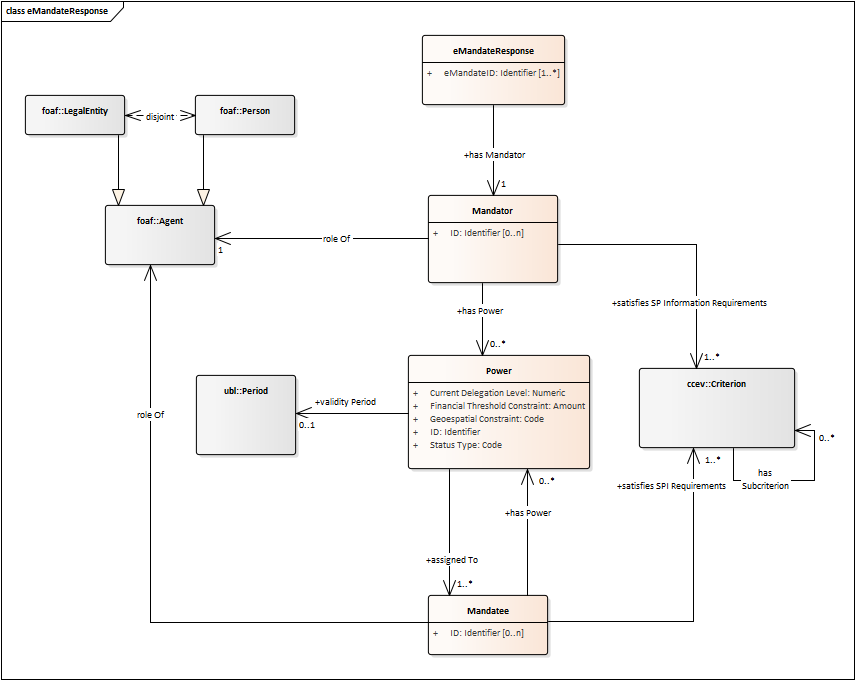 class eMandateResponse
eMandateResponse
+ eMandateID: Identifier [1..*]
foaf::LegalEntity
foaf::Person
disjoint
+has Mandator
1
foaf::Agent
Mandator
+ ID: Identifier [0..n]
role Of
1
+satisfies SP Information Requirements
+has Power
0..*
1..*
Power
+ Current Delegation Level: Numeric
+ Financial Threshold Constraint: Amount
+ Geospatial Constraint: Code
+ ID: Identifier
+ Status Type: Code
ubl::Period
+validity Period
0..1
ccev::Criterion
role Of
0..*
1..*
has
Subcriterion
+satisfies SPI Requirements
0..*
+has Power
+assigned To
1..*
Mandatee
+ ID: Identifier [0..n]